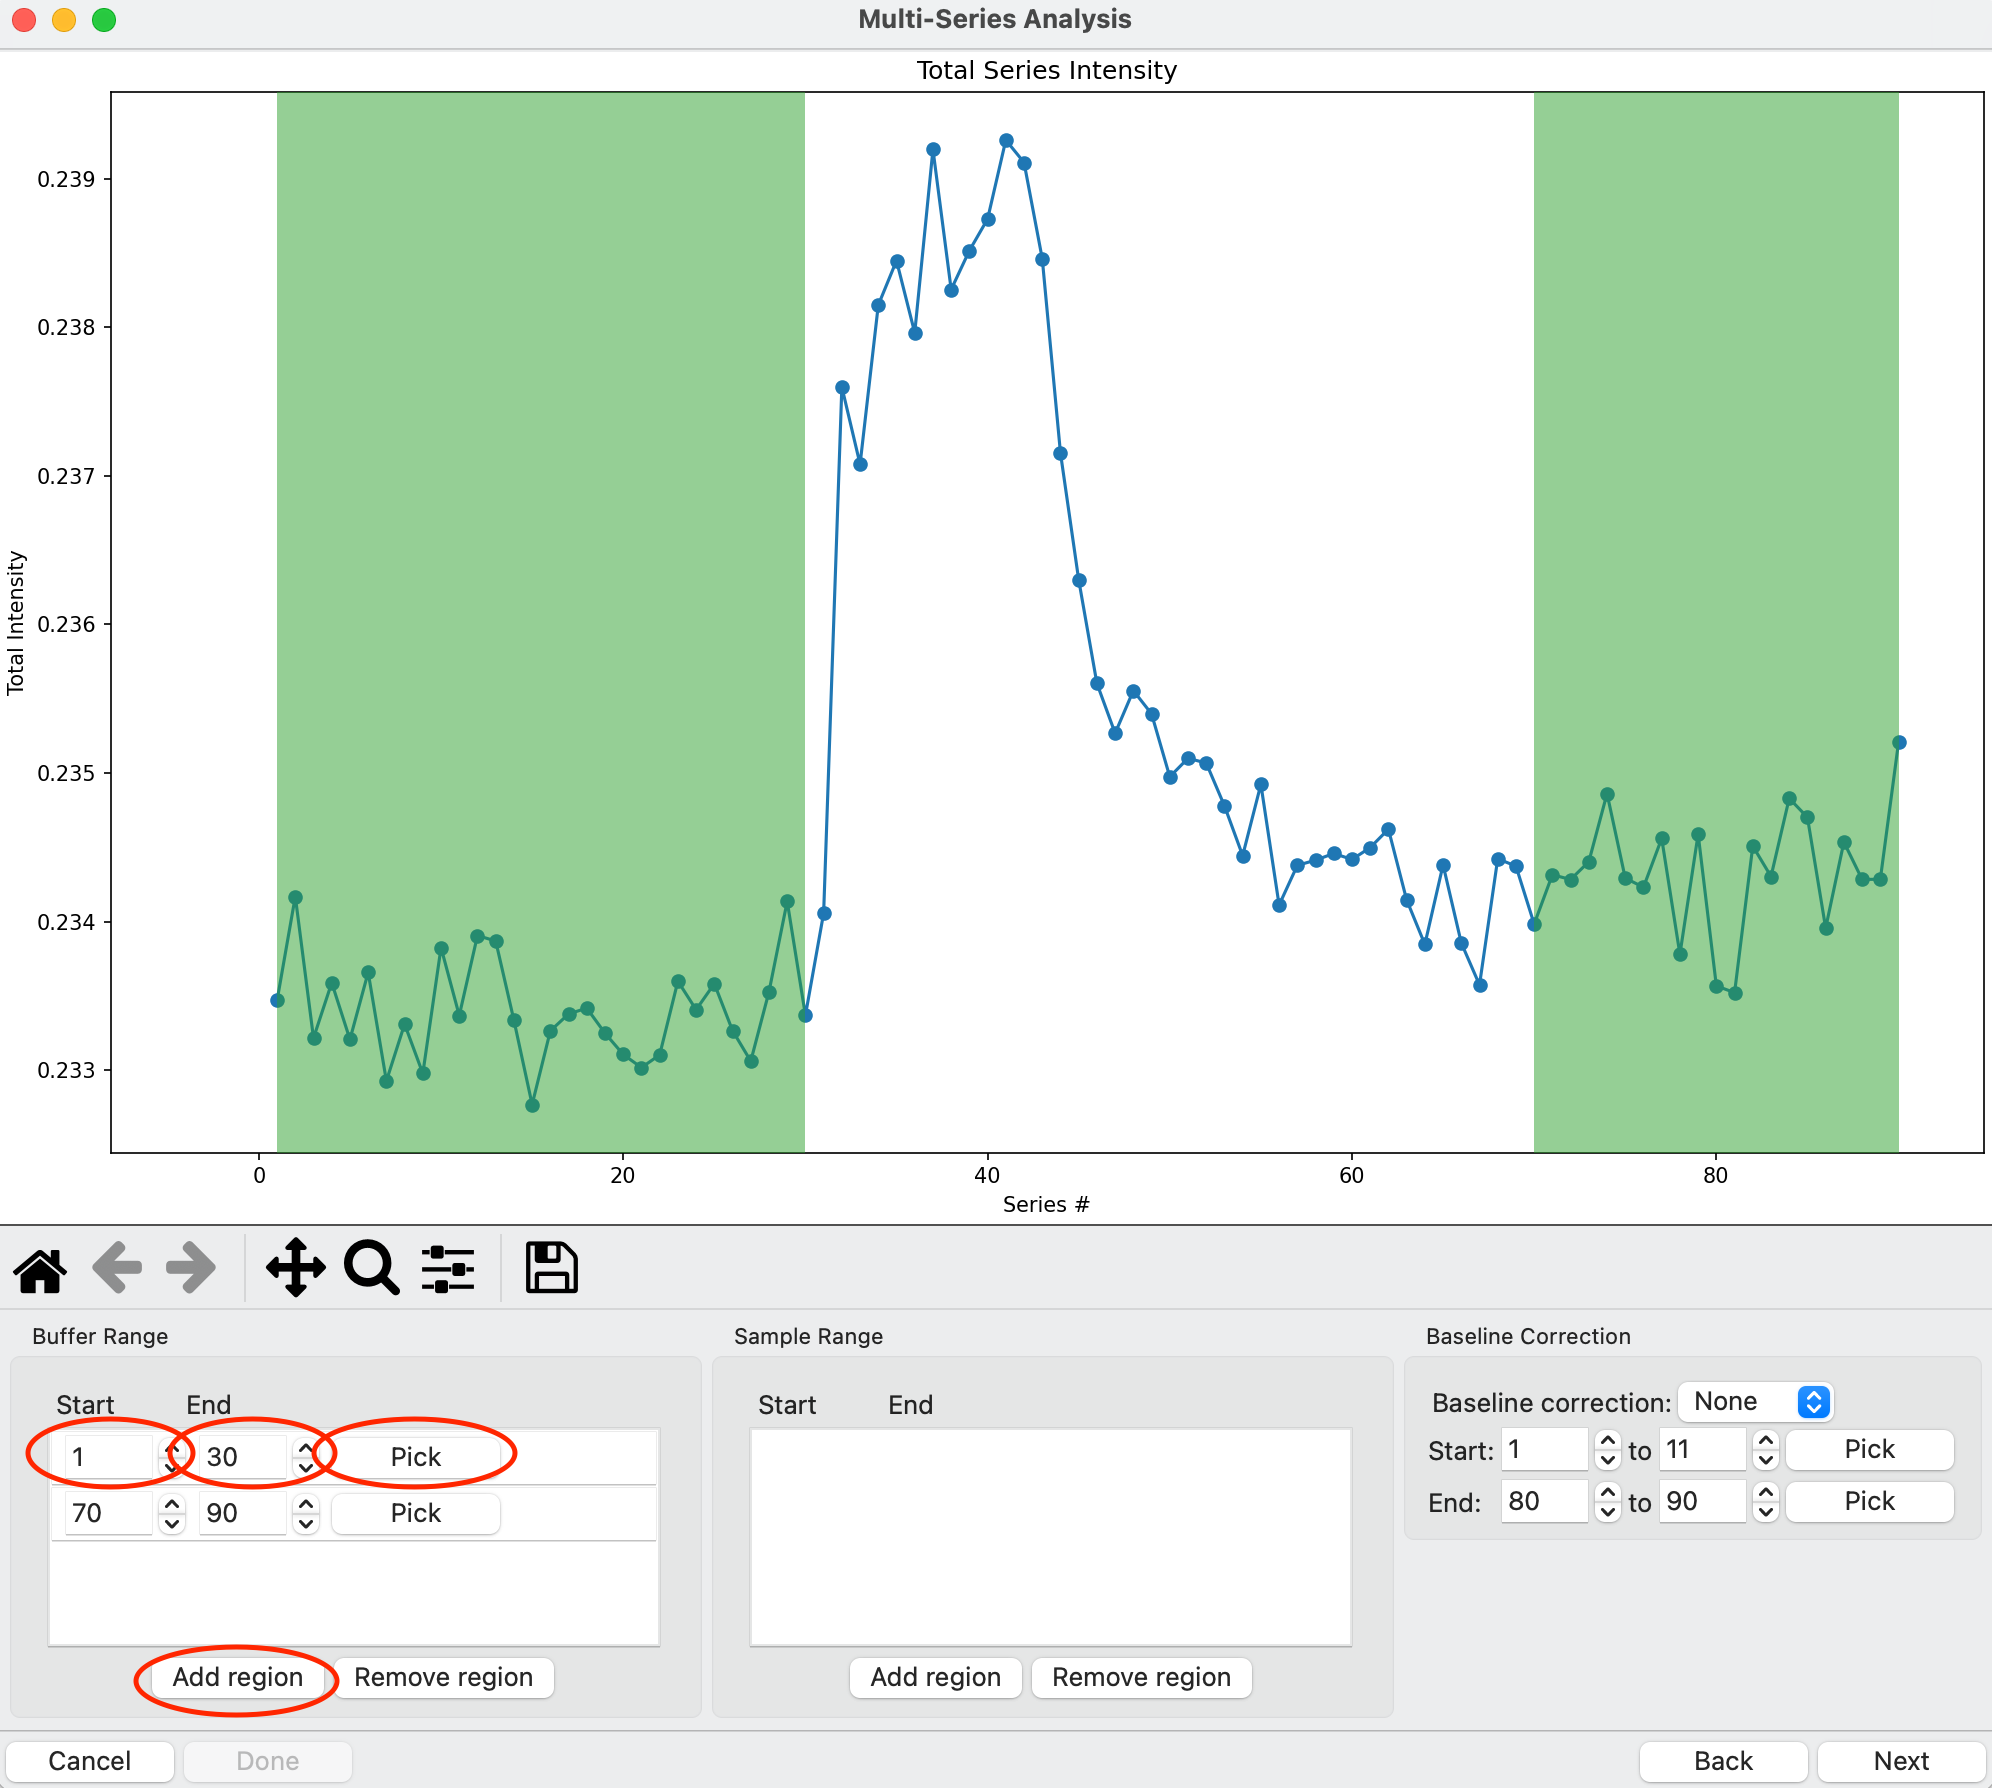 Multi-Series Analysis
Total Series Intensity
Total Intensity
0.239
0.238
0.237
0.236
0.235
0.234
0.233
0 20 40 60 80
Series #
Buffer Range
Start End
1 30 Pick
70 90 Pick
Add region Remove region
Sample Range
Start End
Add region Remove region
Baseline Correction
Baseline correction: None
Start: 1 to 11 Pick
End: 80 to 90 Pick
Cancel Done Back Next